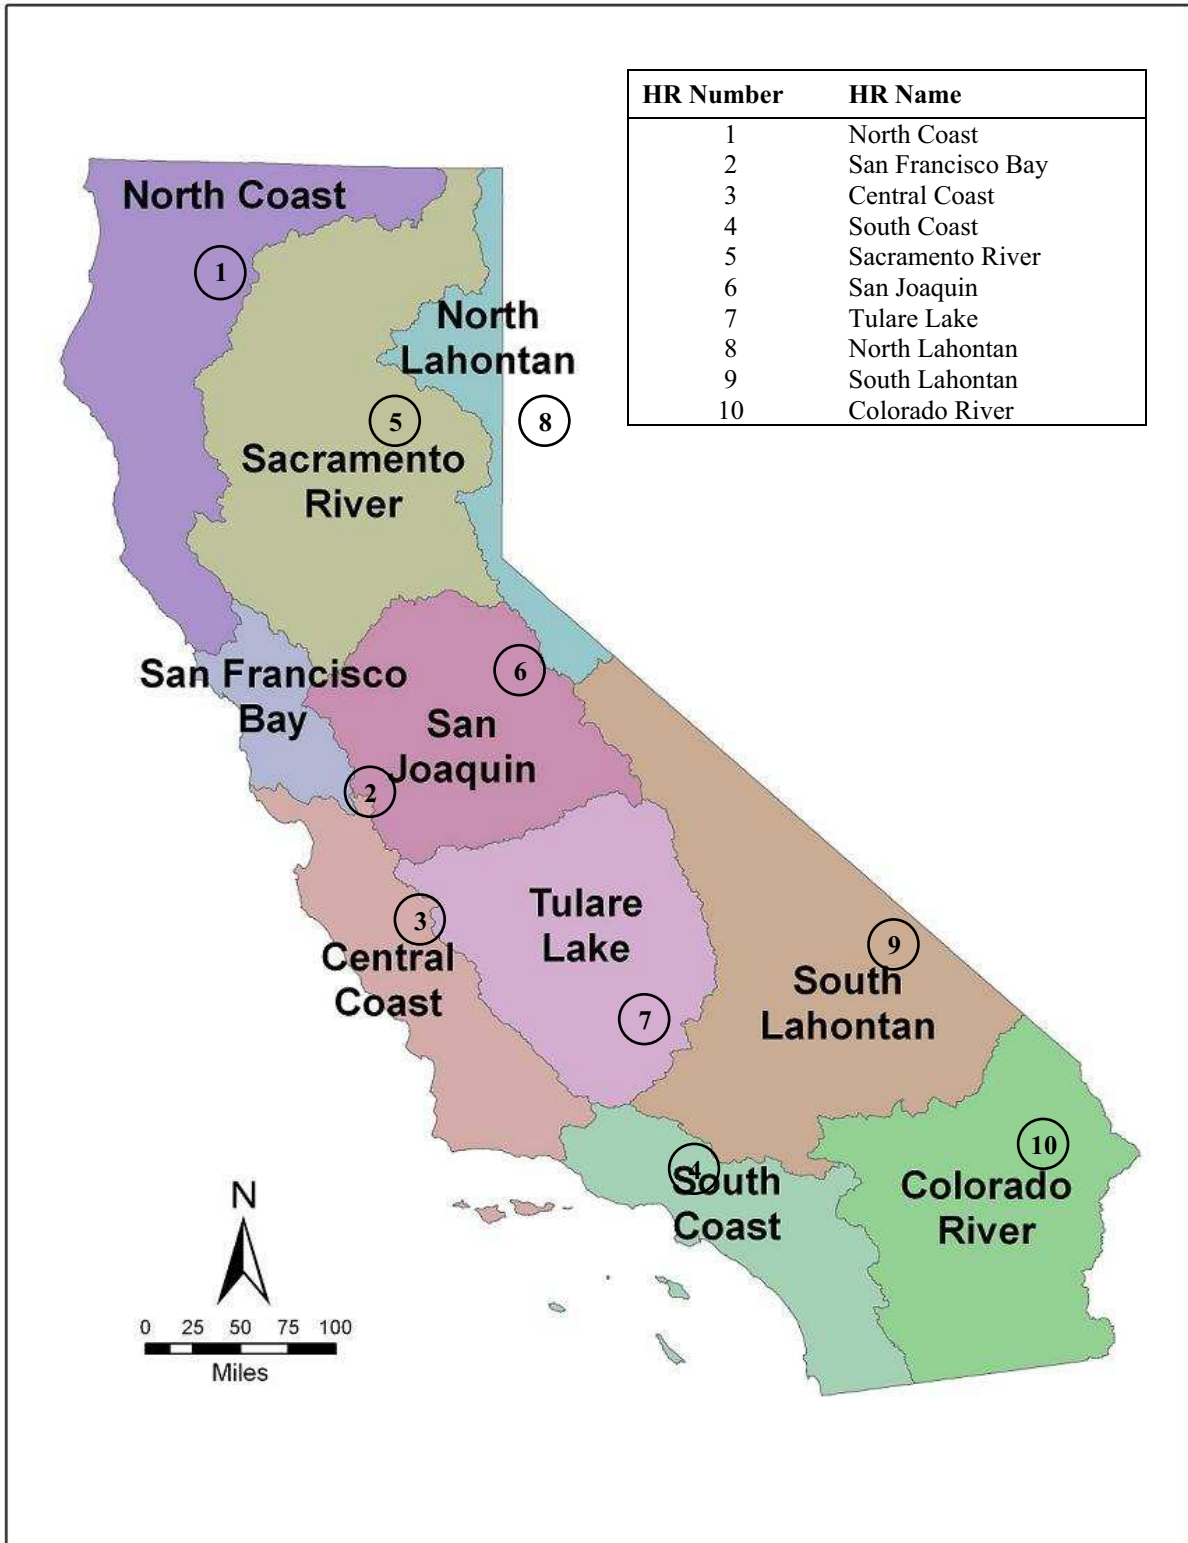 HR Number HR Name
1 North Coast
2 San Francisco Bay
3 Central Coast
4 South Coast
5 Sacramento River
6 San Joaquin
7 Tulare Lake
8 North Lahontan
9 South Lahontan
10 Colorado River
North Coast
1
North
Lahontan
5
8
Sacramento
River
6
San Francisco
Bay
San
Joaquin
2
Tulare
Lake
3
Central
Coast
9
South
Lahontan
7
10
4
South
Coast
Colorado
River
N
0 25 50 75 100
Miles